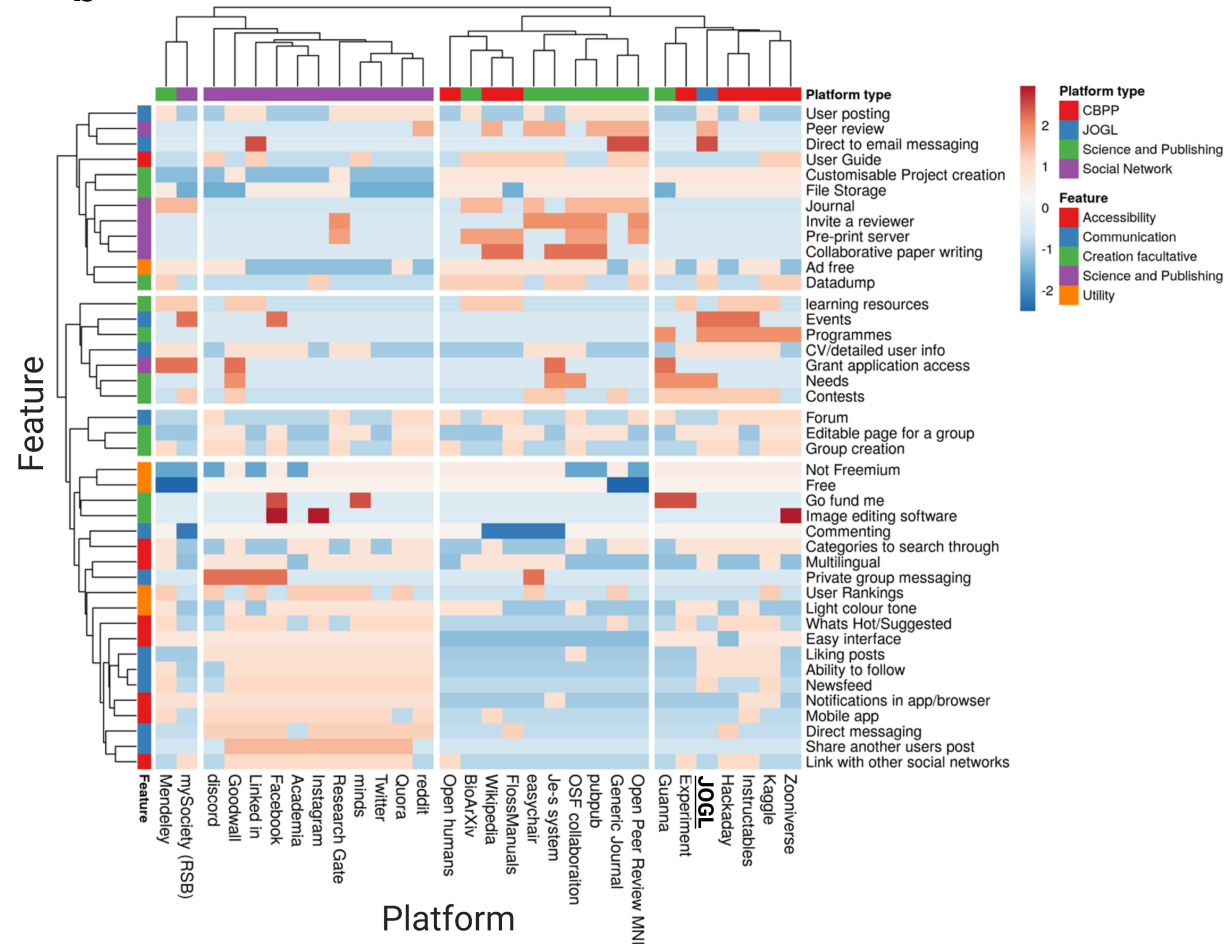 Platform type
User posting
Peer review
Direct to email messaging
User Guide
Customisable Project creation
File Storage
Journal
Invite a reviewer
Pre-print server
Collaborative paper writing
Ad free
Datadump
learning resources
Events
Programmes
CV/detailed user info
Grant application access
Needs
Contests
Forum
Editable page for a group
Group creation
Not Freemium
Free
Go fund me
Image editing software
Commenting
Categories to search through
Multilingual
Private group messaging
User Rankings
Light colour tone
Whats Hot/Suggested
Easy interface
Liking posts
Ability to follow
Newsfeed
Notifications in app/browser
Mobile app
Direct messaging
Share another users post
Link with other social networks
2
1
0
-1
-2
Platform type
CBPP
JOGL
Science and Publishing
Social Network
Feature
Accessibility
Communication
Creation facultative
Science and Publishing
Utility
Feature
Feature
Mendeley
mySociety (RSB)
discord
Goodwall
Linked in
Facebook
Academia
Instagram
Research Gate
minds
Twitter
Quora
reddit
Open humans
BioArXiv
Wikipedia
FlossManuals
easychair
Je-s system
OSF collaboraiton
pubpub
Generic Journal
Open Peer Review
Guanna
Experiment
JOGL
Hackaday
Instructables
Kaggle
Zooniverse
Platform